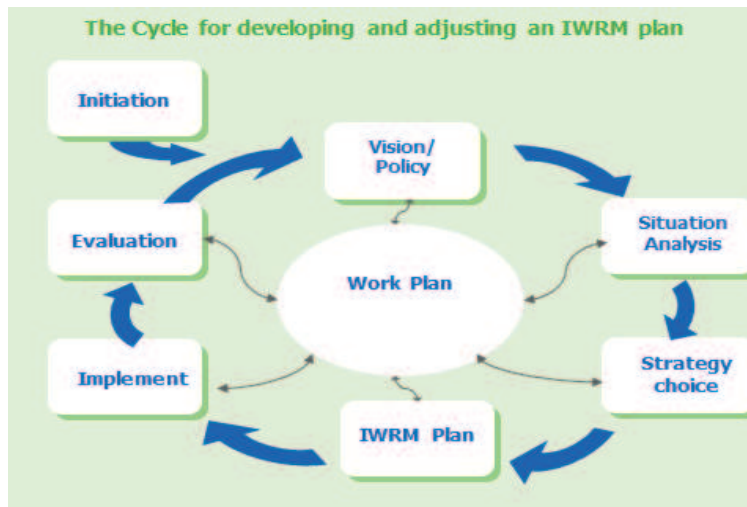 The Cycle for developing and adjusting an IWRM plan
Initiation
Vision/
Policy
Evaluation
Situation
Analysis
Work Plan
Implement
Strategy
choice
IWRM Plan